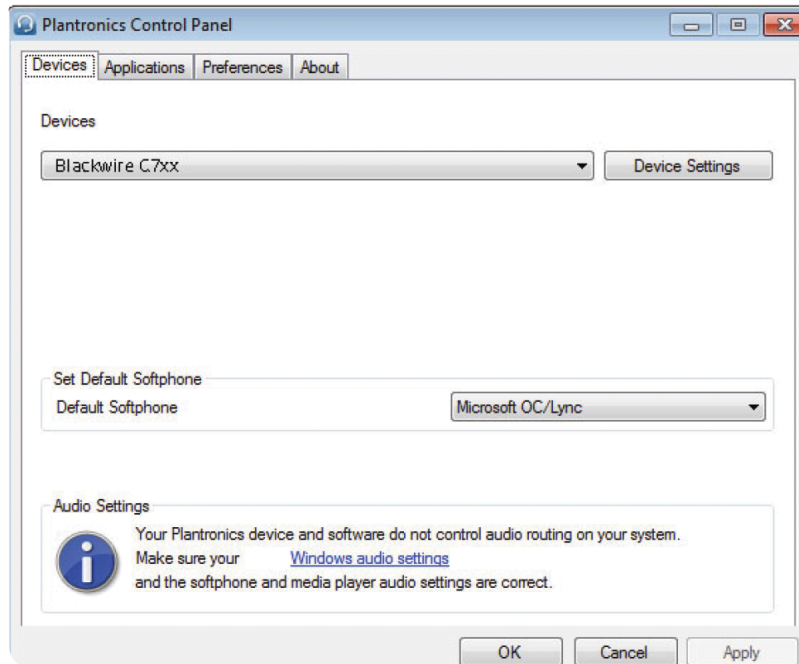 Plantronics Control Panel
Devices Applications Preferences About
Devices
Blackwire C7xx Device Settings
Set Default Softphone
Default Softphone Microsoft OC/Lync
Audio Settings
Your Plantronics device and software do not control audio routing on your system.
Make sure your Windows audio settings
and the softphone and media player audio settings are correct.
OK Cancel Apply